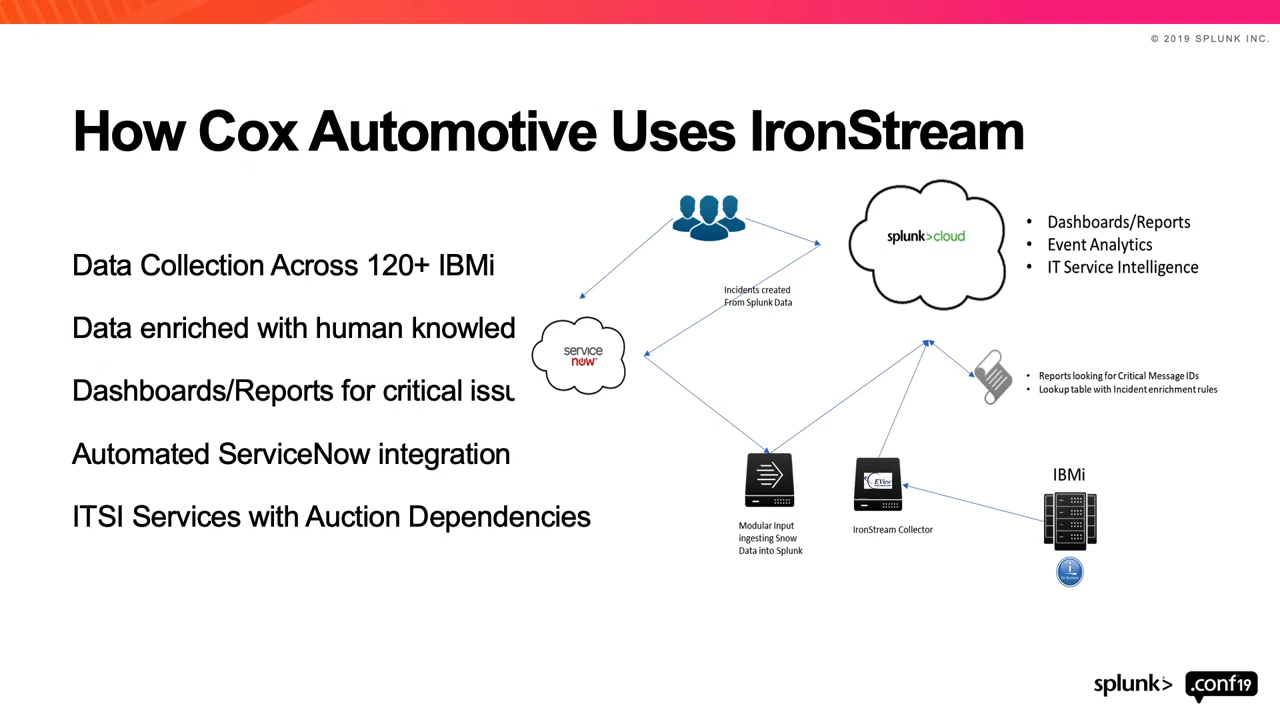 © 2019 SPLUNK INC.
How Cox Automotive Uses IronStream
Data Collection Across 120+ IBMi
Data enriched with human knowled
Dashboards/Reports for critical issu
Automated ServiceNow integration
ITSI Services with Auction Dependencies
splunk>cloud
• Dashboards/Reports
• Event Analytics
• IT Service Intelligence
Incidents created
From Splunk Data
service
now
• Reports looking for Critical Message IDs
• Lookup table with Incident enrichment rules
Modular Input
ingesting Snow
Data into Splunk
EView
IronStream Collector
IBMi
i
for Business
splunk> .conf19